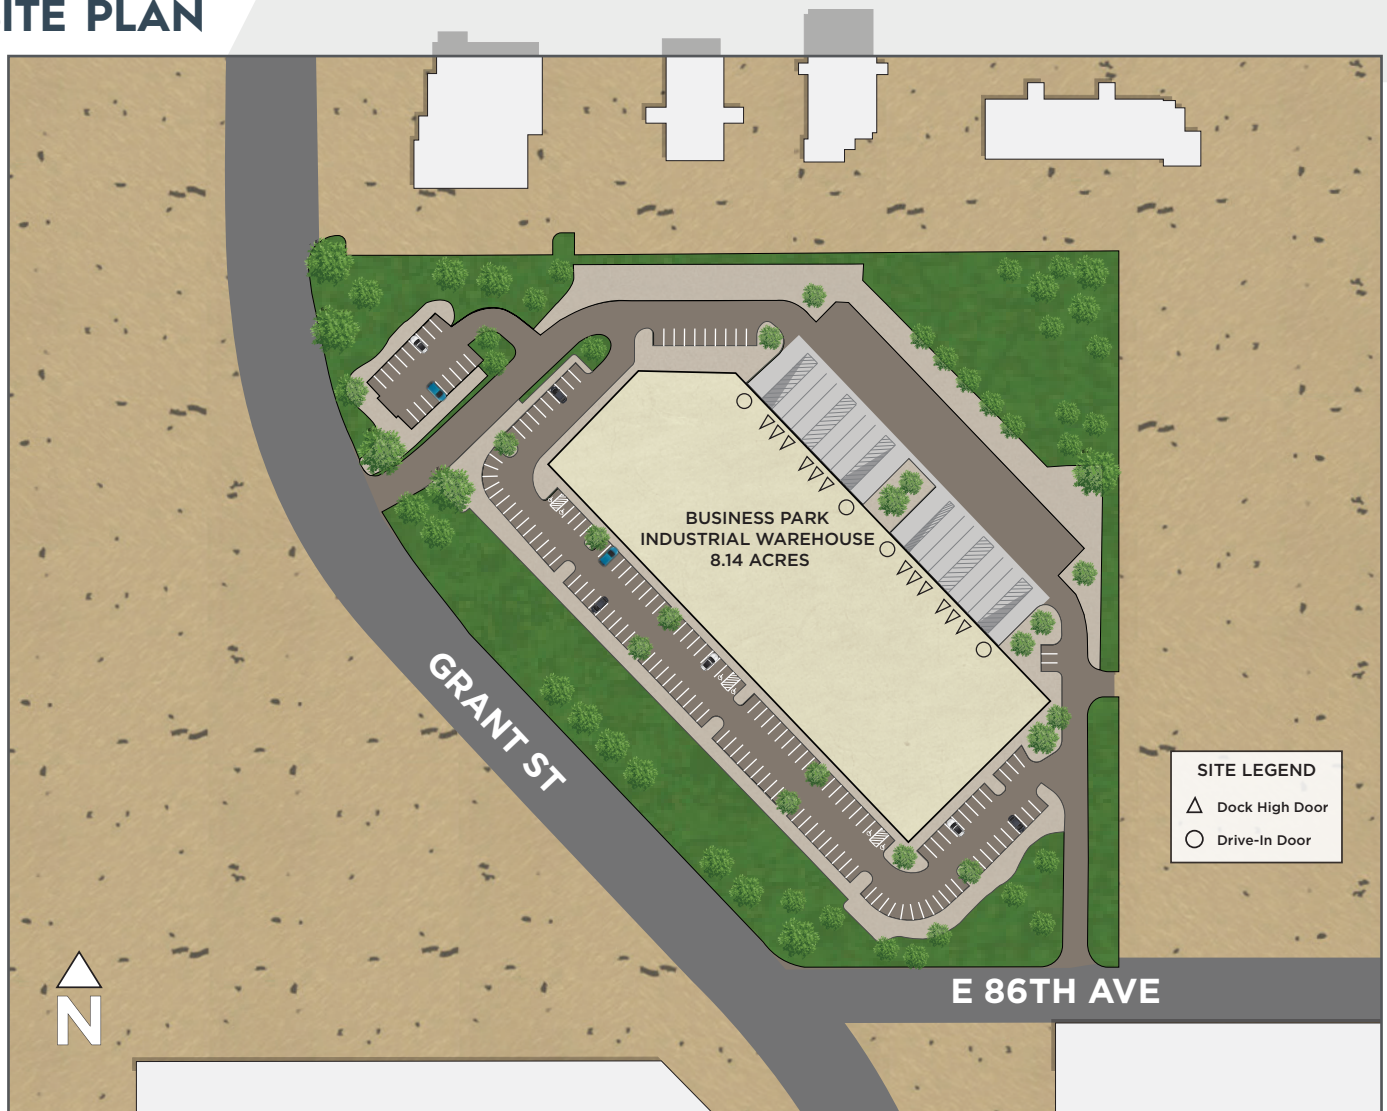 SITE PLAN
BUSINESS PARK
INDUSTRIAL WAREHOUSE
8.14 ACRES
GRANT ST
SITE LEGEND
Dock High Door
Drive-In Door
E 86TH AVE
N